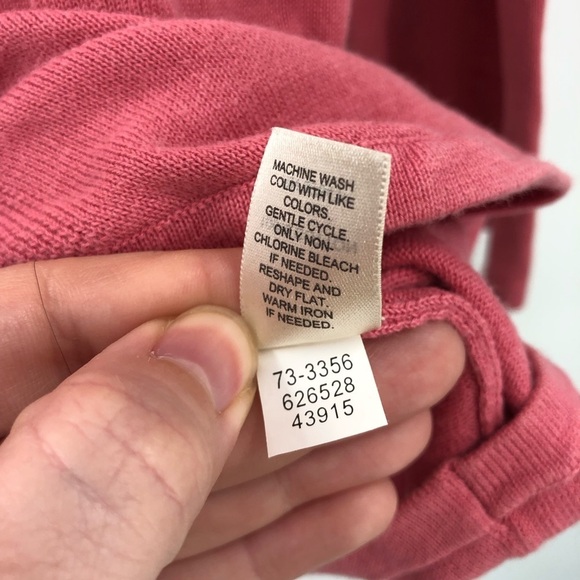 MACHINE WASH
COLD WITH LIKE
COLORS.
GENTLE CYCLE.
ONLY NON-
CHLORINE BLEACH
IF NEEDED.
RESHAPE AND
DRY FLAT.
WARM IRON
IF NEEDED.
73-3356
626528
43915